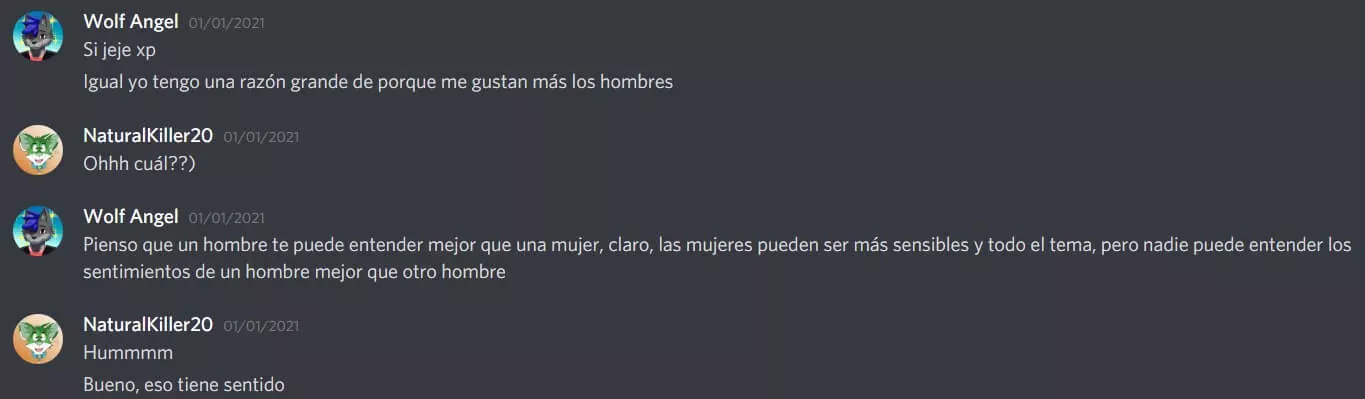 Wolf Angel 01/01/2021
Si jeje xp
Igual yo tengo una razón grande de porque me gustan más los hombres
NaturalKiller20 01/01/2021
Ohhh cuál??)
Wolf Angel 01/01/2021
Pienso que un hombre te puede entender mejor que una mujer, claro, las mujeres pueden ser más sensibles y todo el tema, pero nadie puede entender los
sentimientos de un hombre mejor que otro hombre
NaturalKiller20 01/01/2021
Hummmm
Bueno, eso tiene sentido